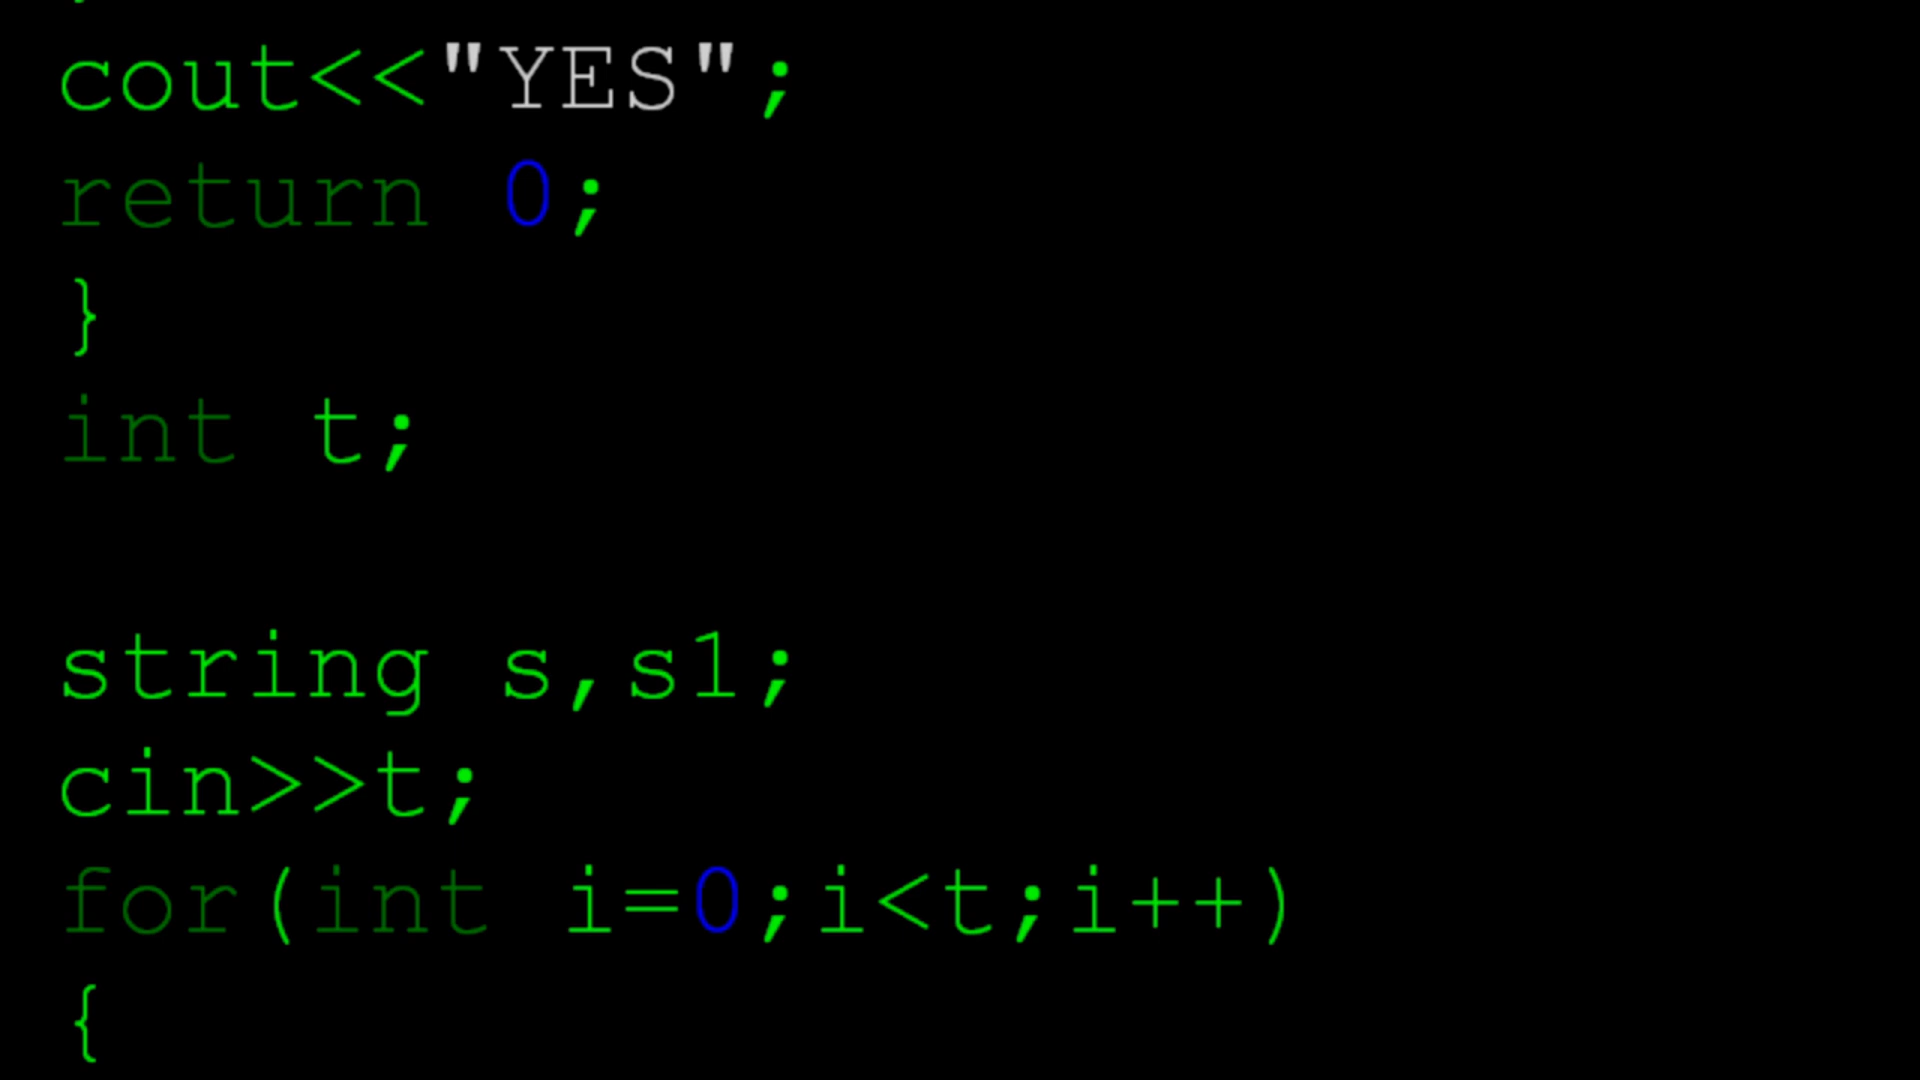 cout<<"YES";
return 0;
}
int t;
string s,s1;
cin>>t;
for(int i=0;i<t;i++)
{